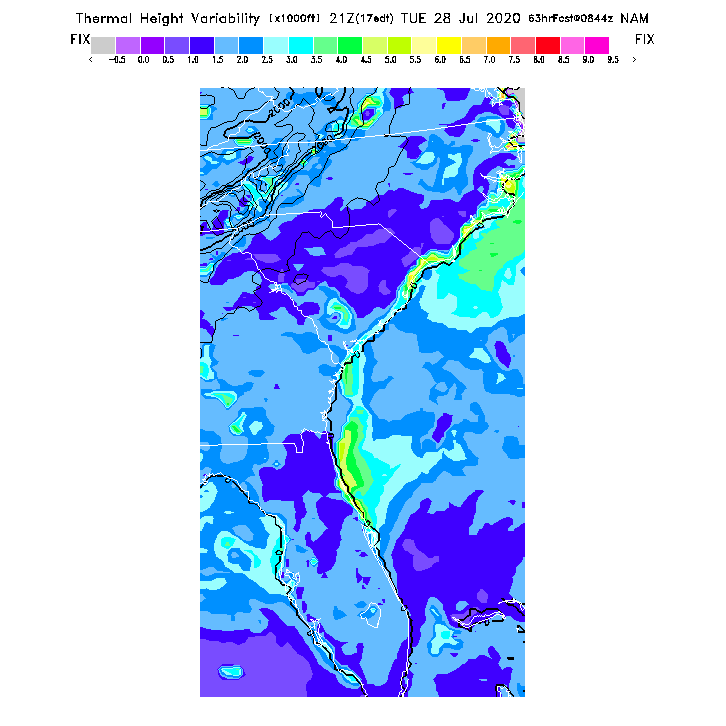 Thermal Height Variability [x1000ft] 21Z(17edt) TUE 28 Jul 2020 63hrFcst@0844z NAM
FIX FIX
< -0.5 0.0 0.5 1.0 1.5 2.0 2.5 3.0 3.5 4.0 4.5 5.0 5.5 6.0 6.5 7.0 7.5 8.0 8.5 9.0 9.5 >
2000
2000